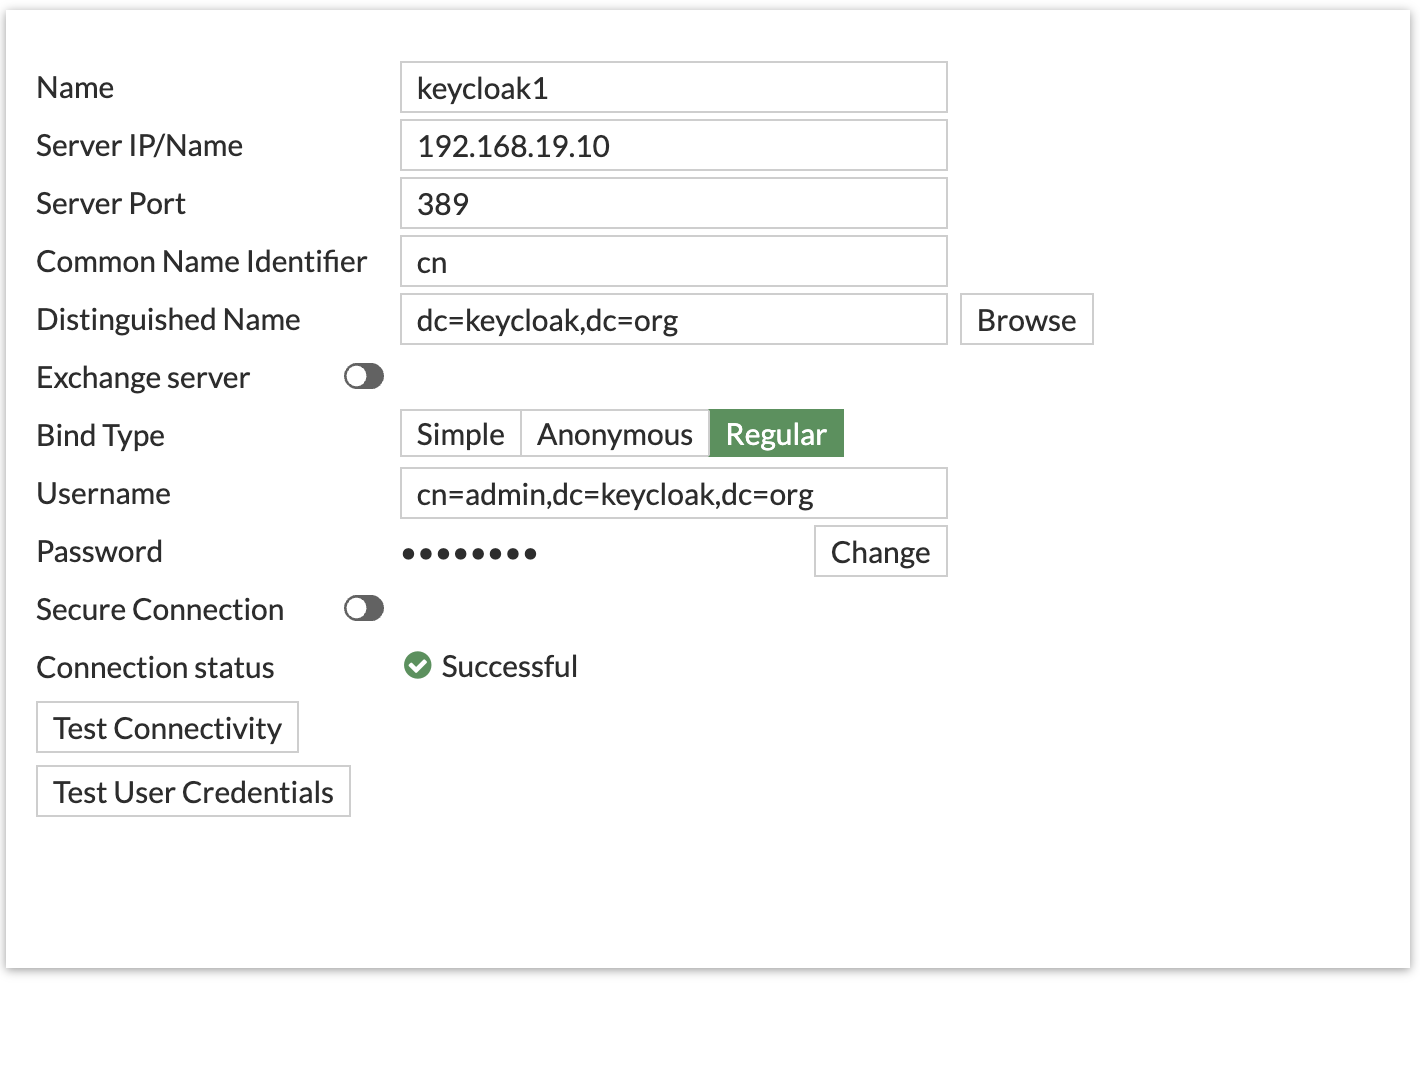 Name keycloak1
Server IP/Name 192.168.19.10
Server Port 389
Common Name Identifier cn
Distinguished Name dc=keycloak,dc=org Browse
Exchange server
Bind Type Simple Anonymous Regular
Username cn=admin,dc=keycloak,dc=org
Password •••••••• Change
Secure Connection
Connection status Successful
Test Connectivity
Test User Credentials